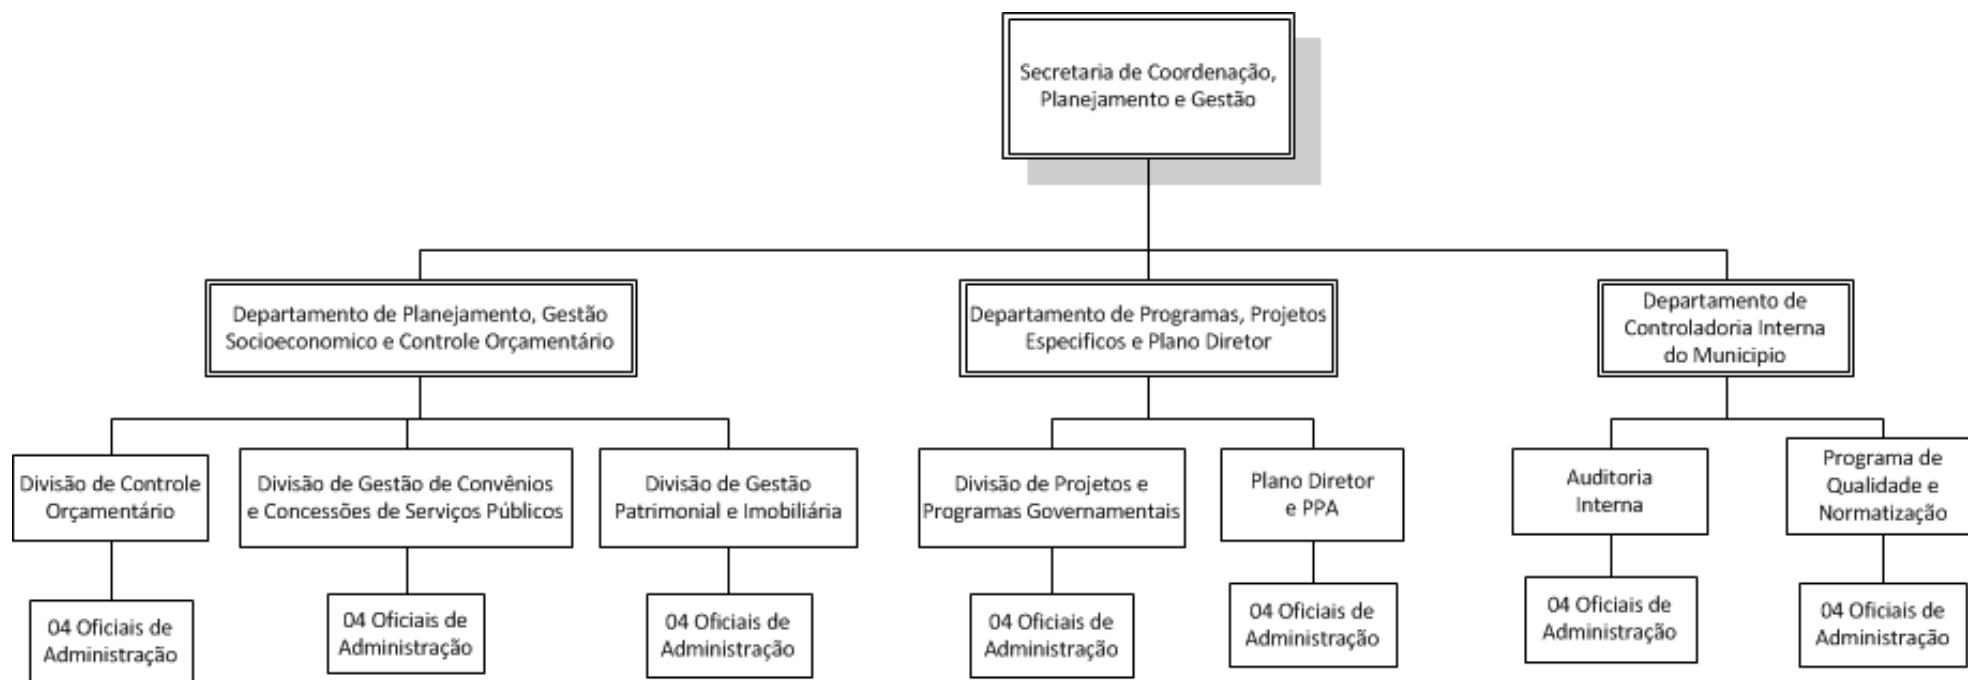 Secretaria de Coordenação,
Planejamento e Gestão
Departamento de Planejamento, Gestão
Socioeconomico e Controle Orçamentário
Departamento de Programas, Projetos
Especificos e Plano Diretor
Departamento de
Controladoria Interna
do Municipio
Divisão de Controle
Orçamentário
Divisão de Gestão de Convênios
e Concessões de Serviços Públicos
Divisão de Gestão
Patrimonial e Imobiliária
Divisão de Projetos e
Programas Governamentais
Plano Diretor
e PPA
Auditoria
Interna
Programa de
Qualidade e
Normatização
04 Oficiais de
Administração
04 Oficiais de
Administração
04 Oficiais de
Administração
04 Oficiais de
Administração
04 Oficiais de
Administração
04 Oficiais de
Administração
04 Oficiais de
Administração